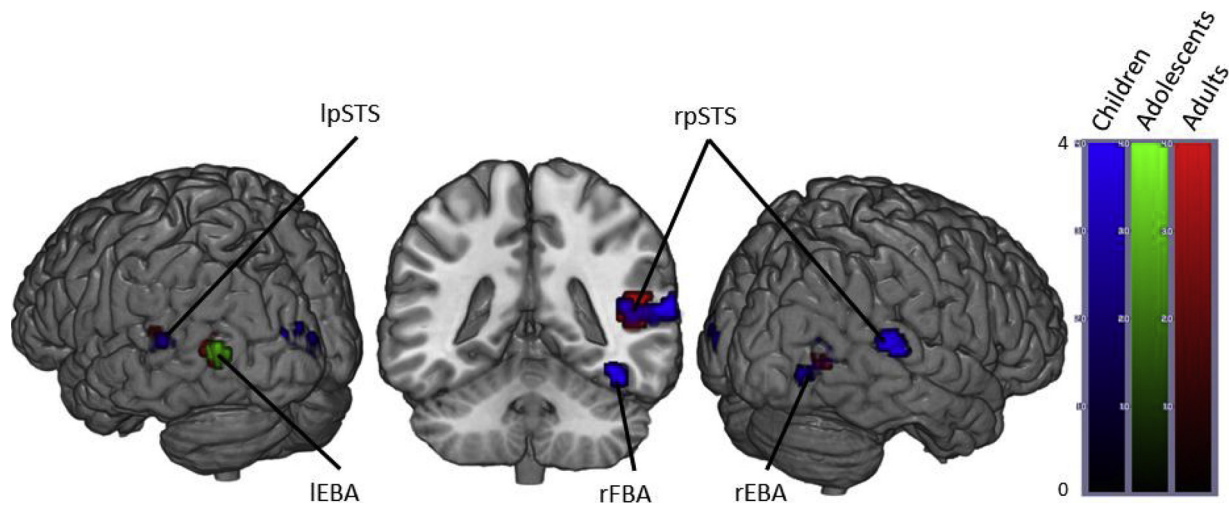 Children
Adolescents
Adults
lpSTS
rpSTS
4
lEBA
rFBA
rEBA
0